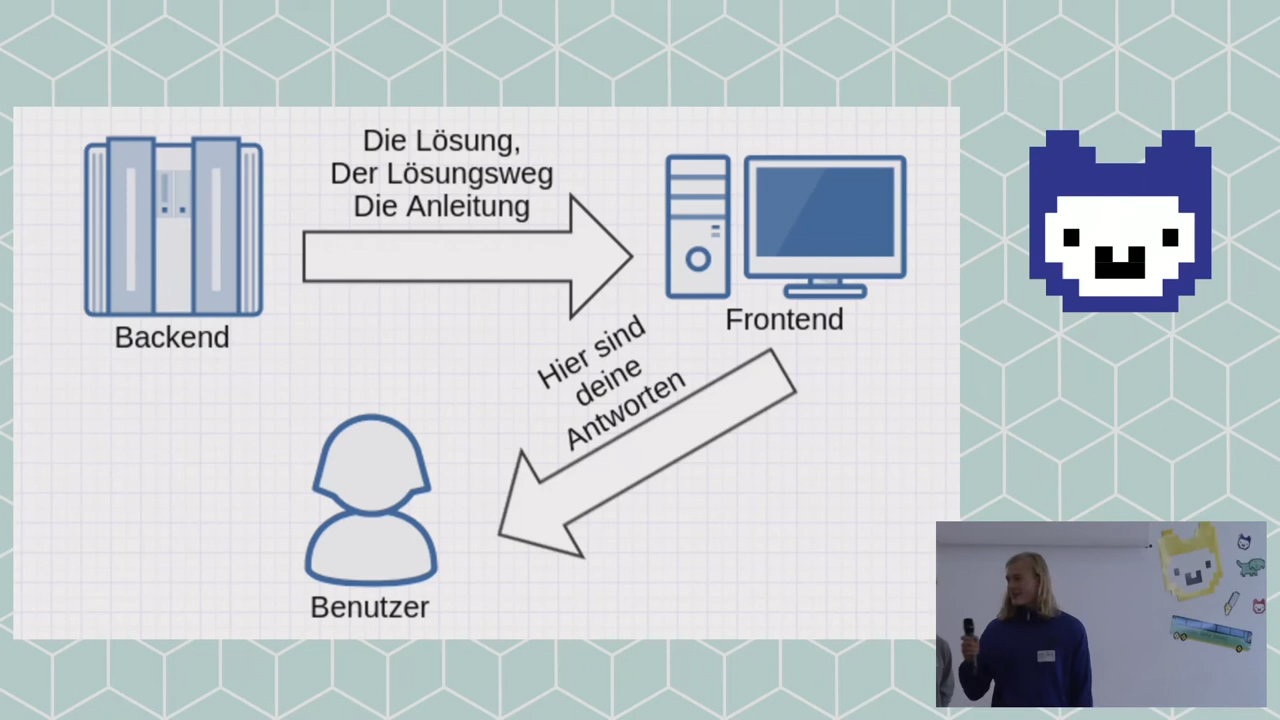 Die Lösung,
Der Lösungsweg
Die Anleitung
Backend
Frontend
Hier sind
deine
Antworten
Benutzer